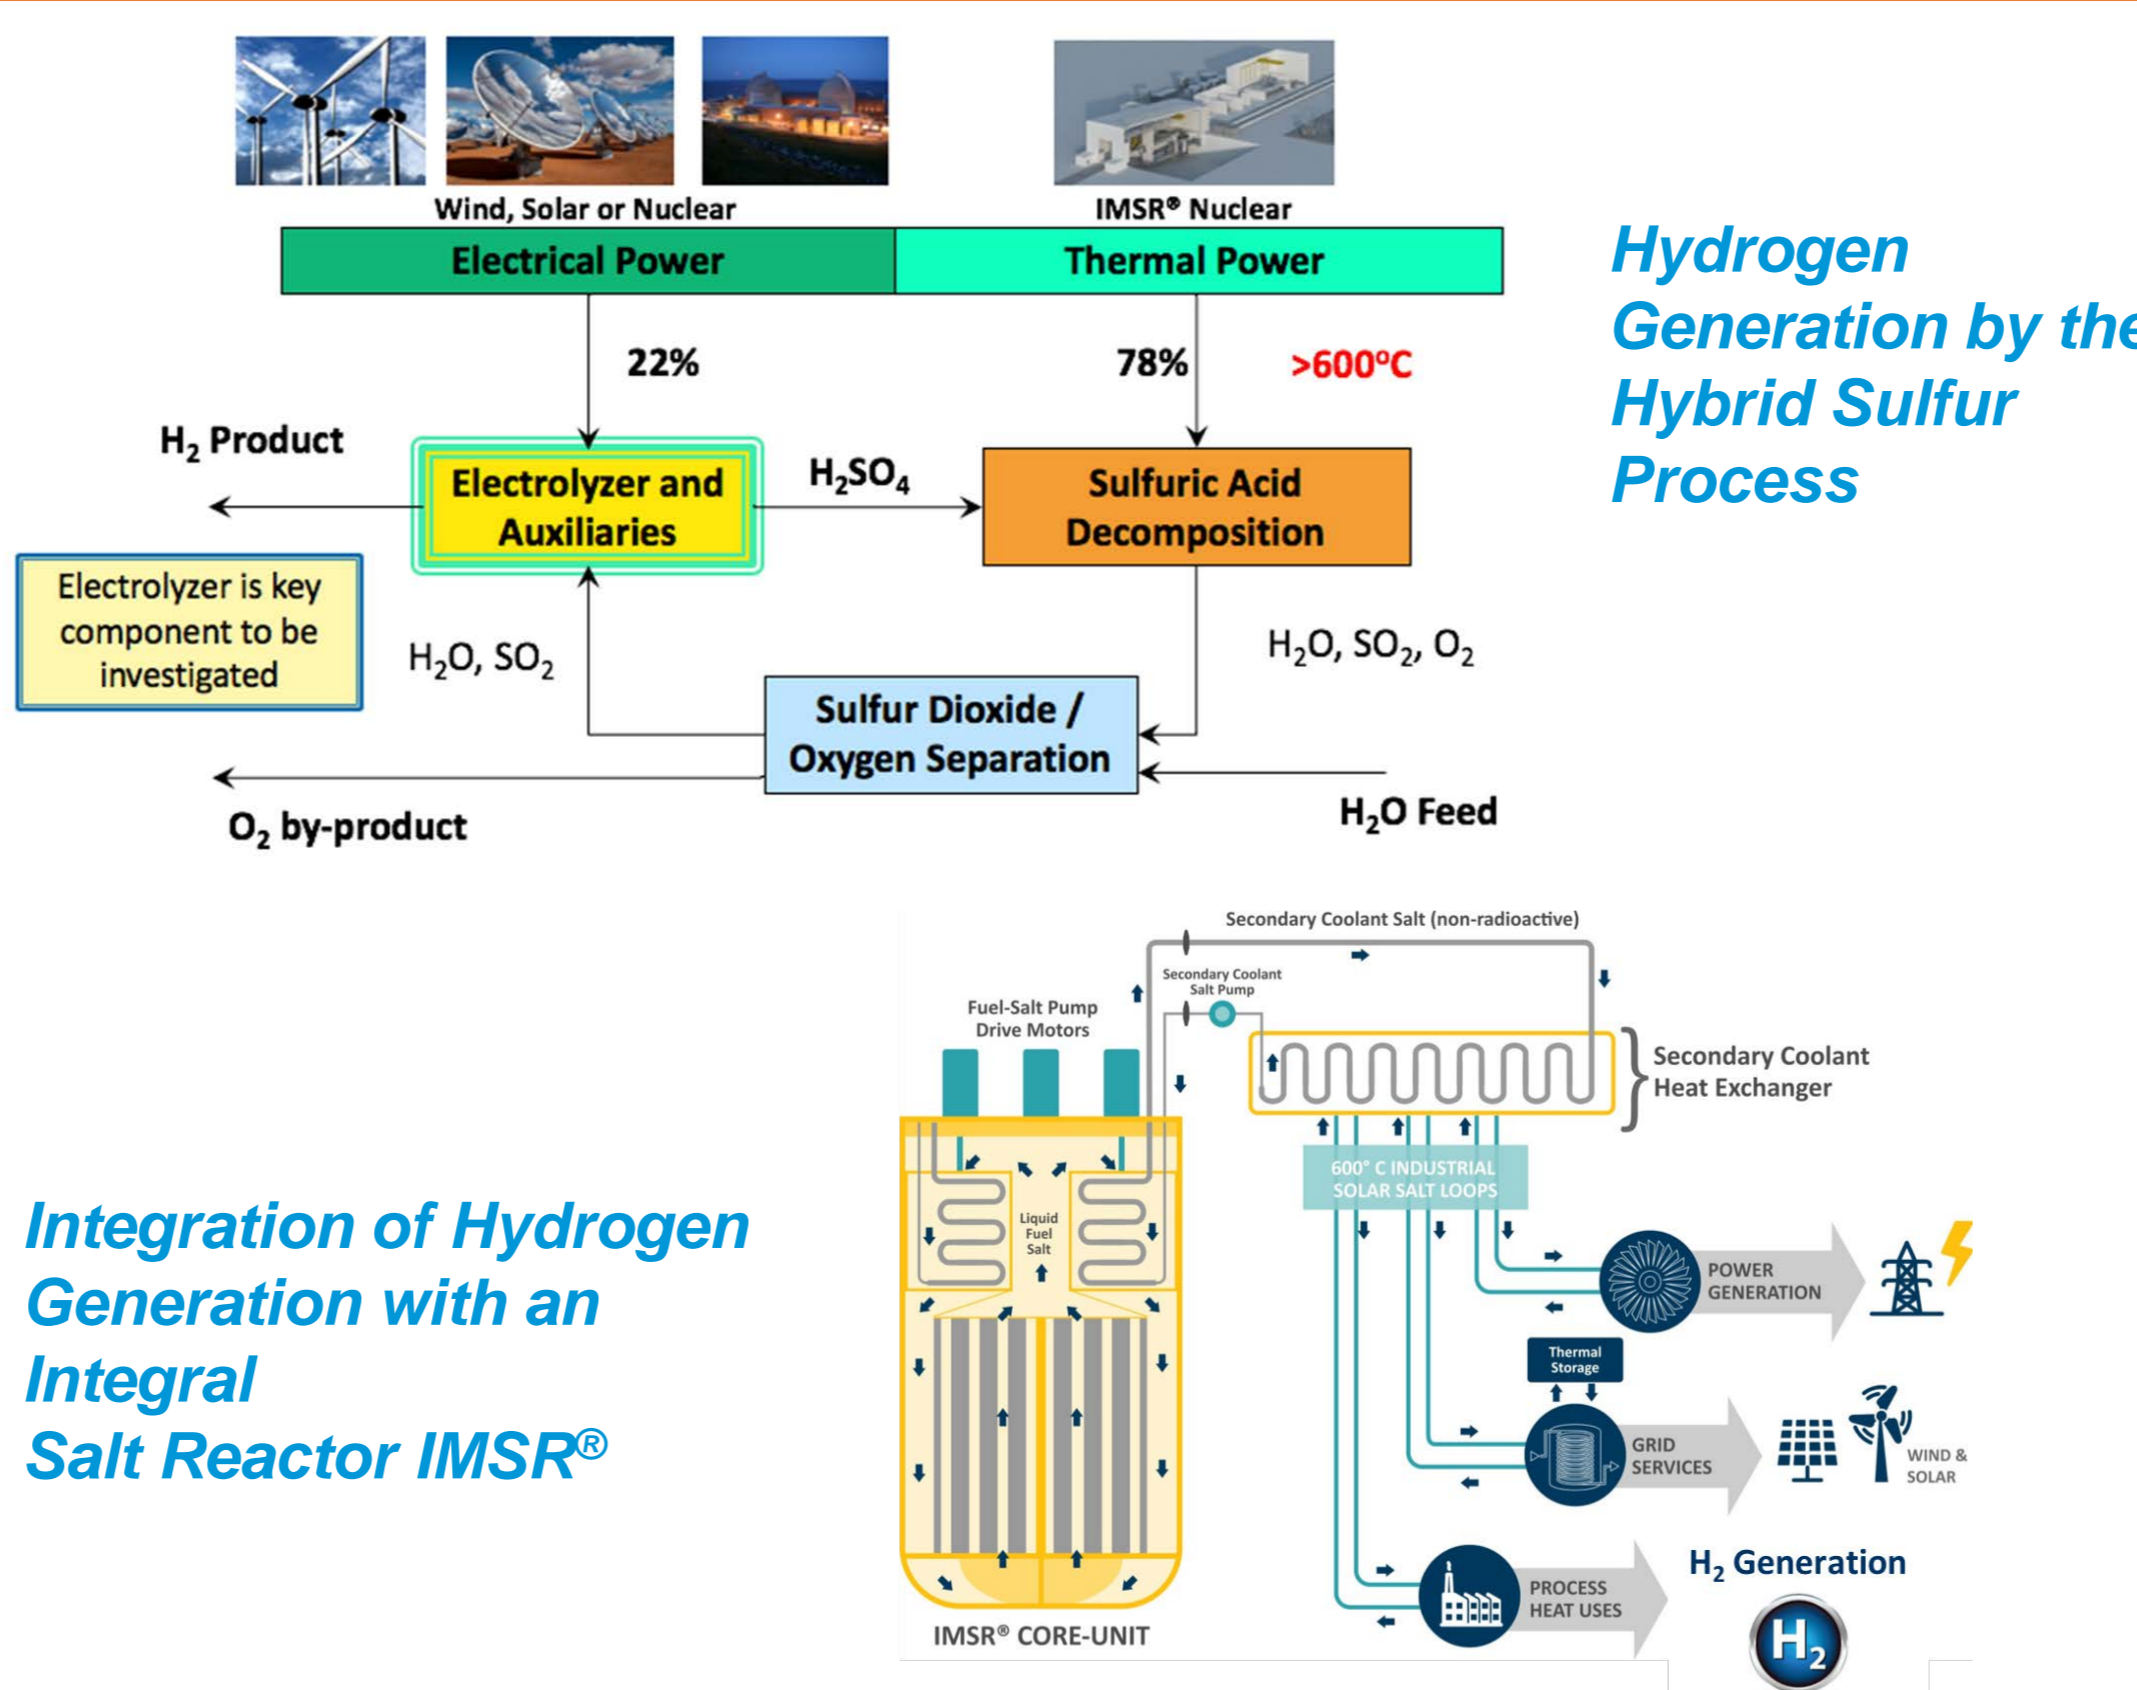 Wind, Solar or Nuclear
IMSR® Nuclear
Electrical Power
Thermal Power
22%
78%
>600°C
Hydrogen
Generation by the
Hybrid Sulfur
Process
H₂ Product
Electrolyzer and
Auxiliaries
H₂SO₄
Sulfuric Acid
Decomposition
Electrolyzer is key
component to be
investigated
H₂O, SO₂
H₂O, SO₂, O₂
Sulfur Dioxide /
Oxygen Separation
O₂ by-product
H₂O Feed
Secondary Coolant Salt (non-radioactive)
Secondary Coolant
Salt Pump
Fuel-Salt Pump
Drive Motors
Secondary Coolant
Heat Exchanger
600° C INDUSTRIAL
SOLAR SALT LOOPS
Liquid
Fuel
Salt
Integration of Hydrogen
Generation with an
Integral
Salt Reactor IMSR®
POWER
GENERATION
Thermal
Storage
GRID
SERVICES
WIND &
SOLAR
H₂ Generation
PROCESS
HEAT USES
H₂
IMSR® CORE-UNIT